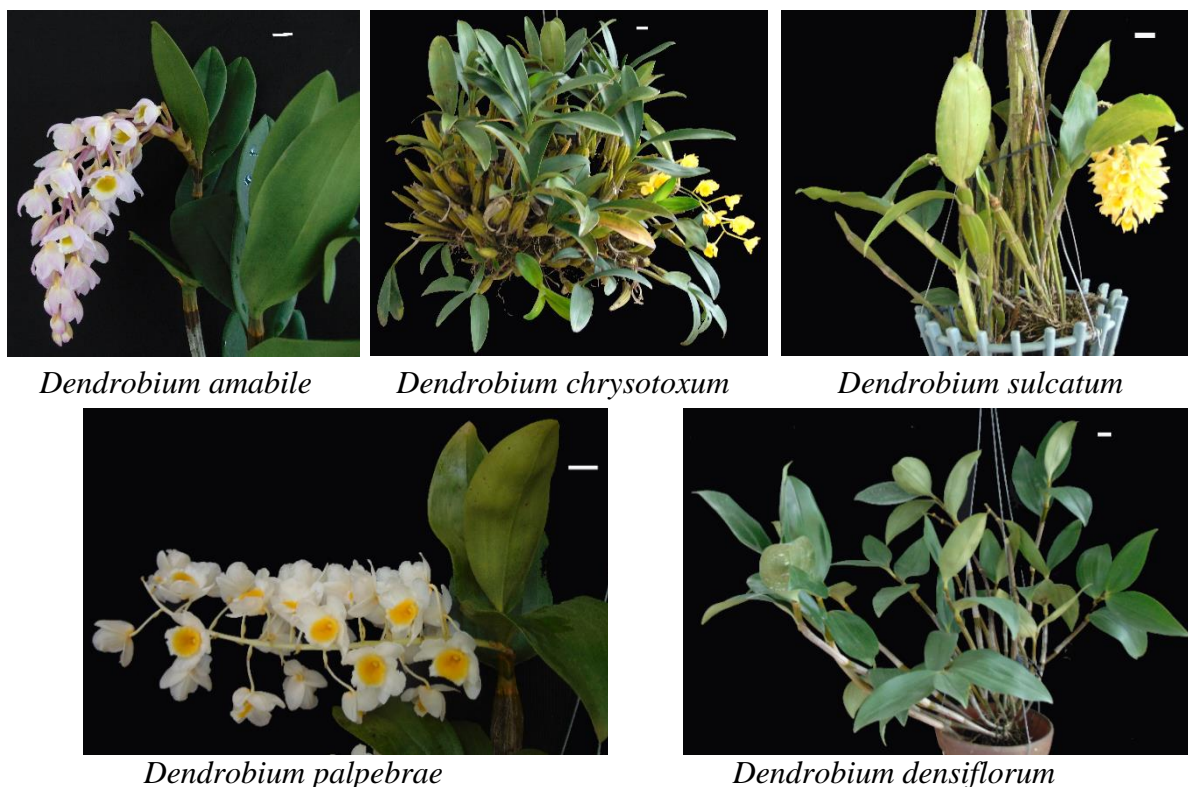 Dendrobium amabile
Dendrobium chrysotoxum
Dendrobium sulcatum
Dendrobium palpebrae
Dendrobium densiflorum